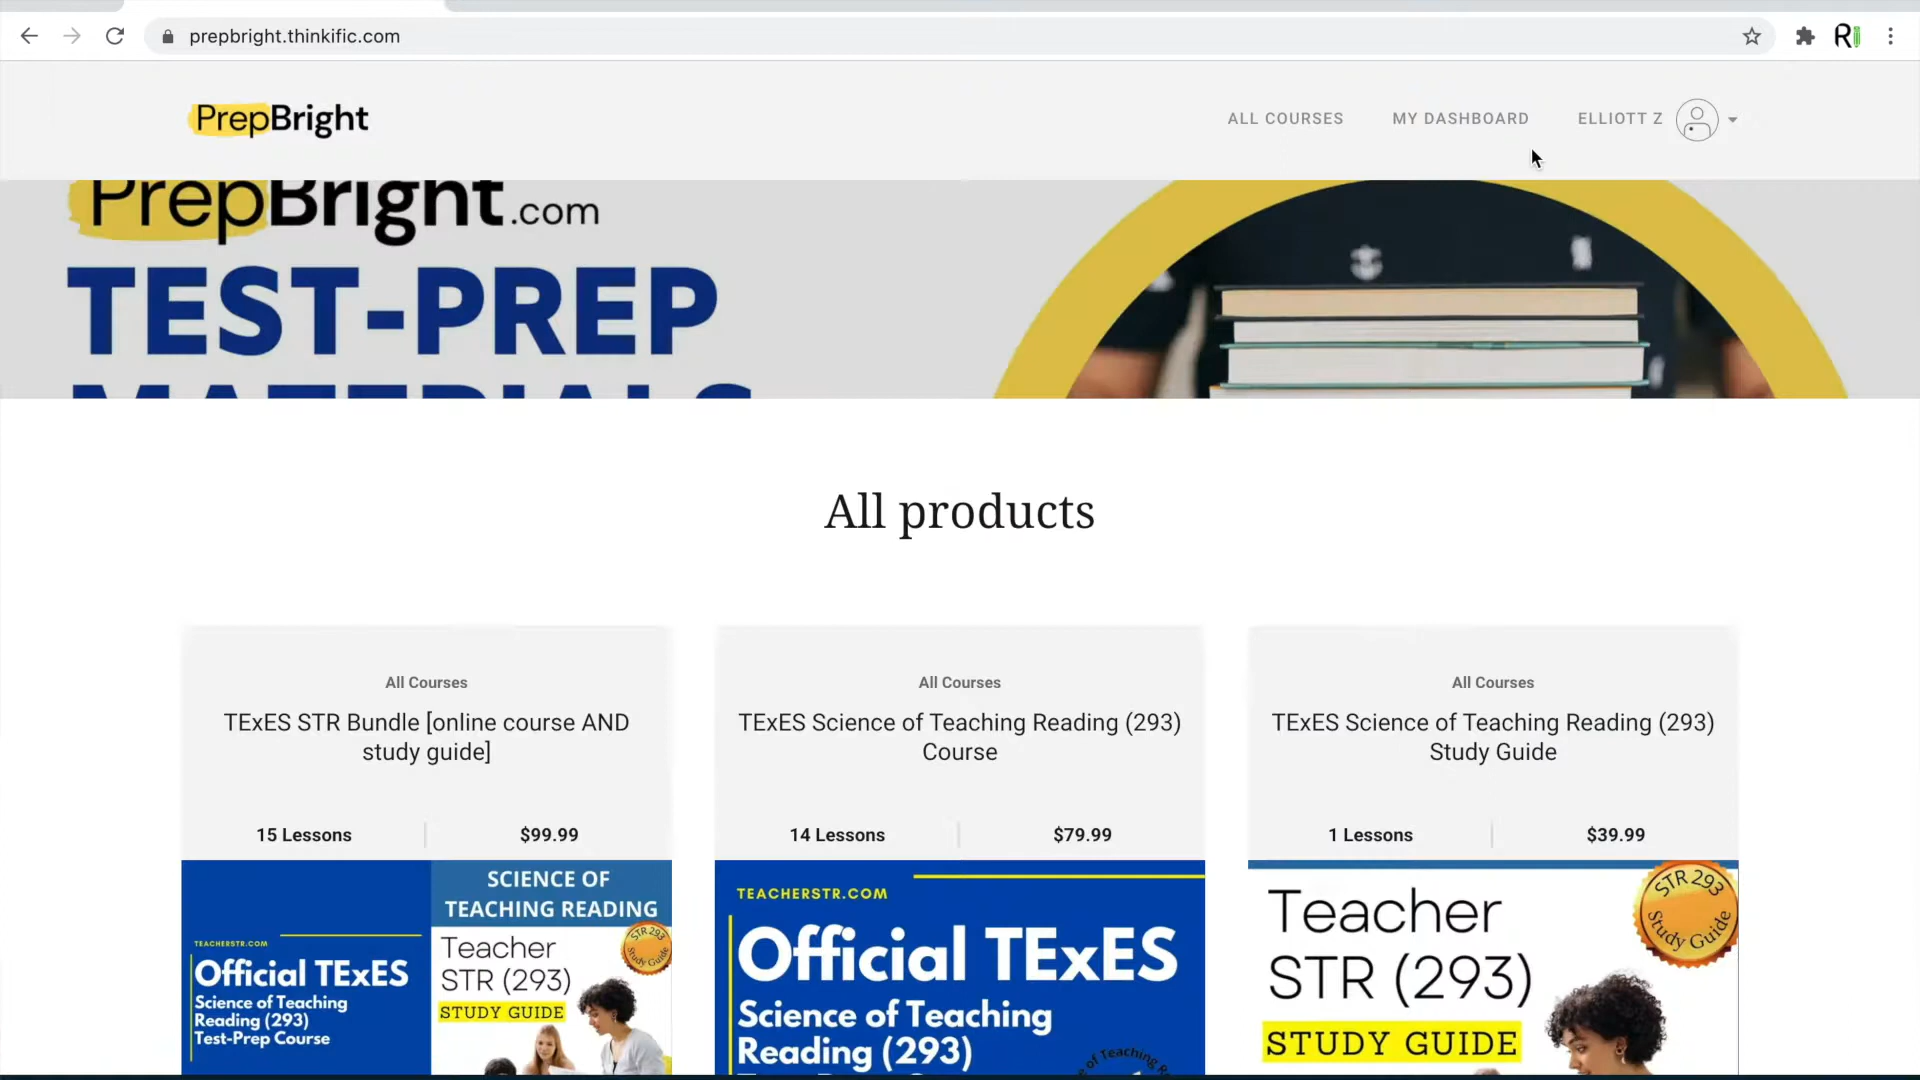 prepbright.thinkific.com
PrepBright
ALL COURSES
MY DASHBOARD
ELLIOTT Z
PrepBright.com
TEST-PREP
MATERIALS
All products
All Courses
TExES STR Bundle [online course AND
study guide]
15 Lessons
$99.99
All Courses
TExES Science of Teaching Reading (293)
Course
14 Lessons
$79.99
All Courses
TExES Science of Teaching Reading (293)
Study Guide
1 Lessons
$39.99
TEACHERSTR.COM
Official TExES
Science of Teaching
Reading (293)
Test-Prep Course
SCIENCE OF
TEACHING READING
Teacher
STR (293)
STUDY GUIDE
STR 293
Study Guide
TEACHERSTR.COM
Official TExES
Science of Teaching
Reading (293)
Teacher
STR (293)
STUDY GUIDE
STR 293
Study Guide